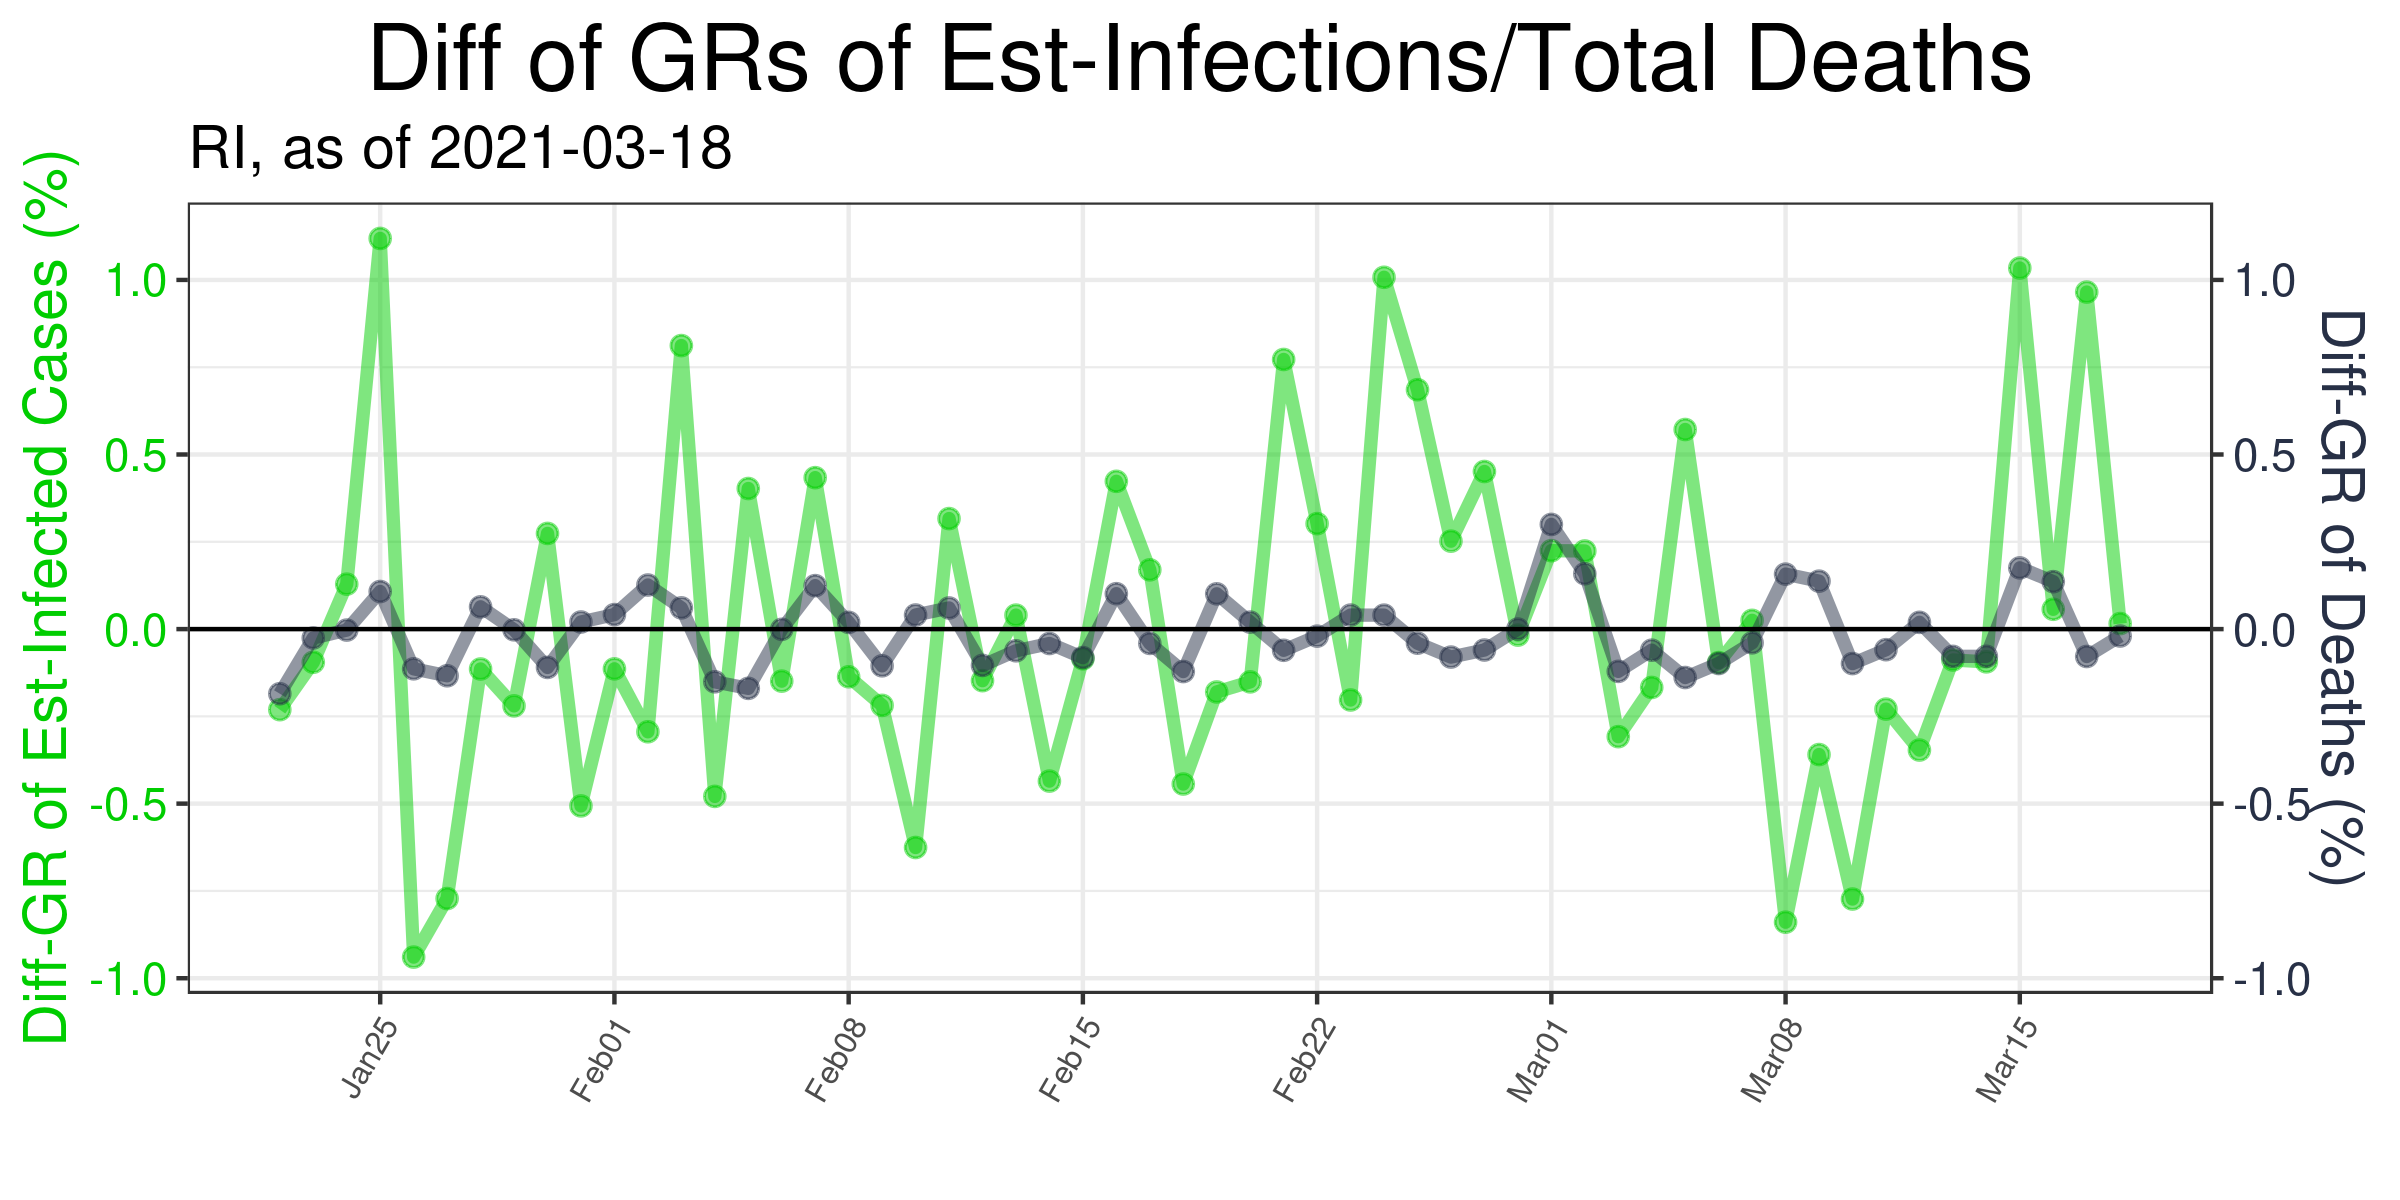 Diff of GRs of Est-Infections/Total Deaths
RI, as of 2021-03-18
Diff-GR of Est-Infected Cases (%)
1.0
0.5
0.0
-0.5
-1.0
1.0
0.5
0.0
-0.5
-1.0
Diff-GR of Deaths (%)
Jan25
Feb01
Feb08
Feb15
Feb22
Mar01
Mar08
Mar15